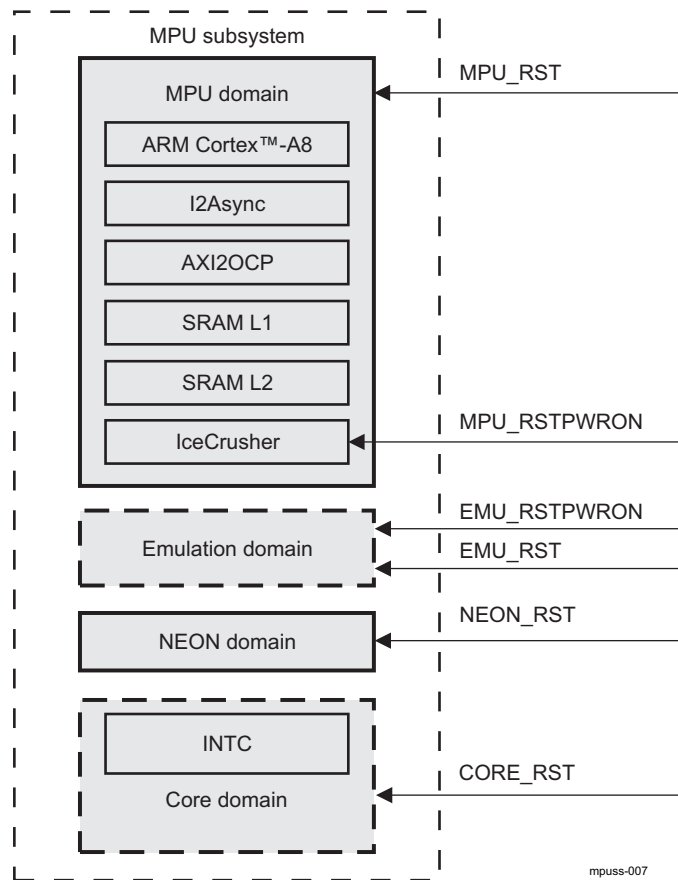 MPU subsystem
MPU_RST
MPU domain
ARM Cortex™-A8
I2Async
AXI2OCP
SRAM L1
SRAM L2
MPU_RSTPWRON
IceCrusher
EMU_RSTPWRON
Emulation domain
EMU_RST
NEON_RST
NEON domain
INTC
CORE_RST
Core domain
mpuss-007